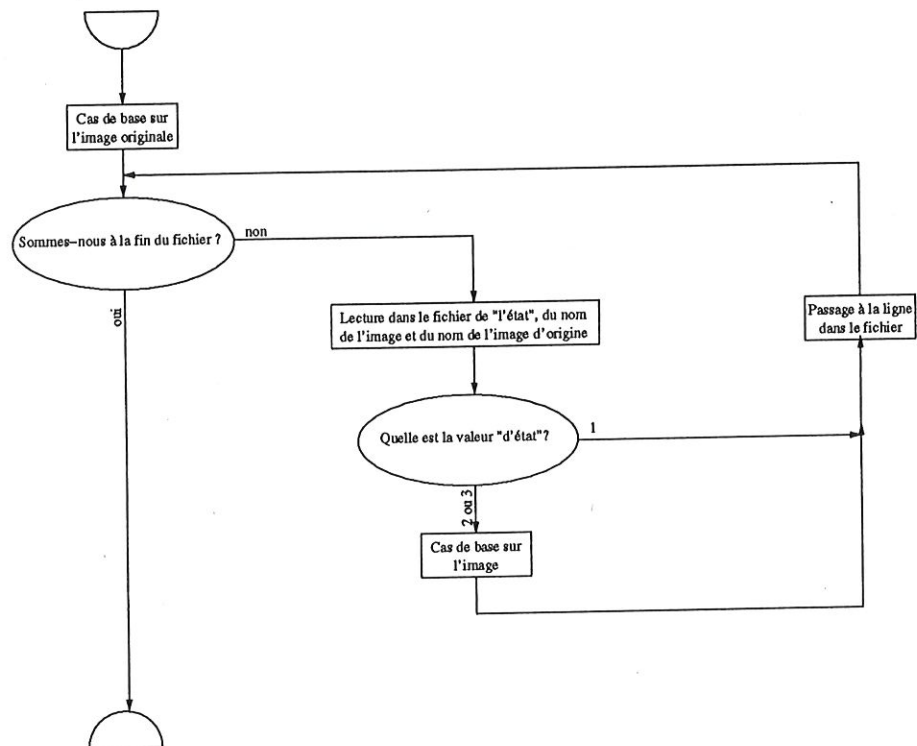 Cas de base sur
l'image originale
Sommes-nous à la fin du fichier ?
non
oui
Lecture dans le fichier de "l'état", du nom
de l'image et du nom de l'image d'origine
Passage à la ligne
dans le fichier
Quelle est la valeur "d'état"?
1
2 ou 3
Cas de base sur
l'image